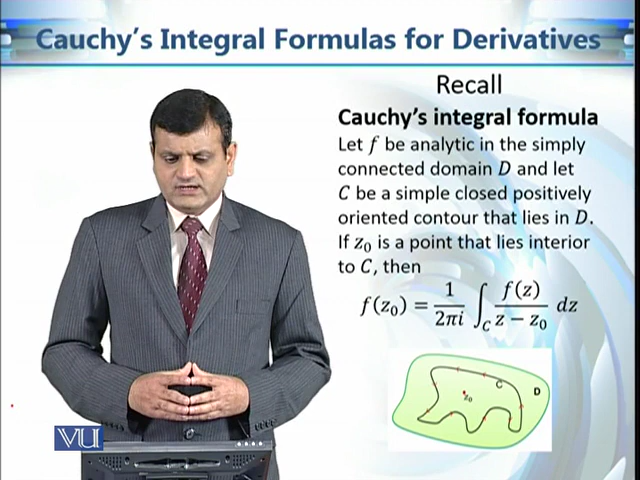 Cauchy's Integral Formulas for Derivatives
Recall
Cauchy's integral formula
Let f be analytic in the simply
connected domain D and let
C be a simple closed positively
oriented contour that lies in D.
If z₀ is a point that lies interior
to C, then
f(z₀) = 1/2πi ∫_C f(z)/z − z₀ dz
C
D
z₀
VU